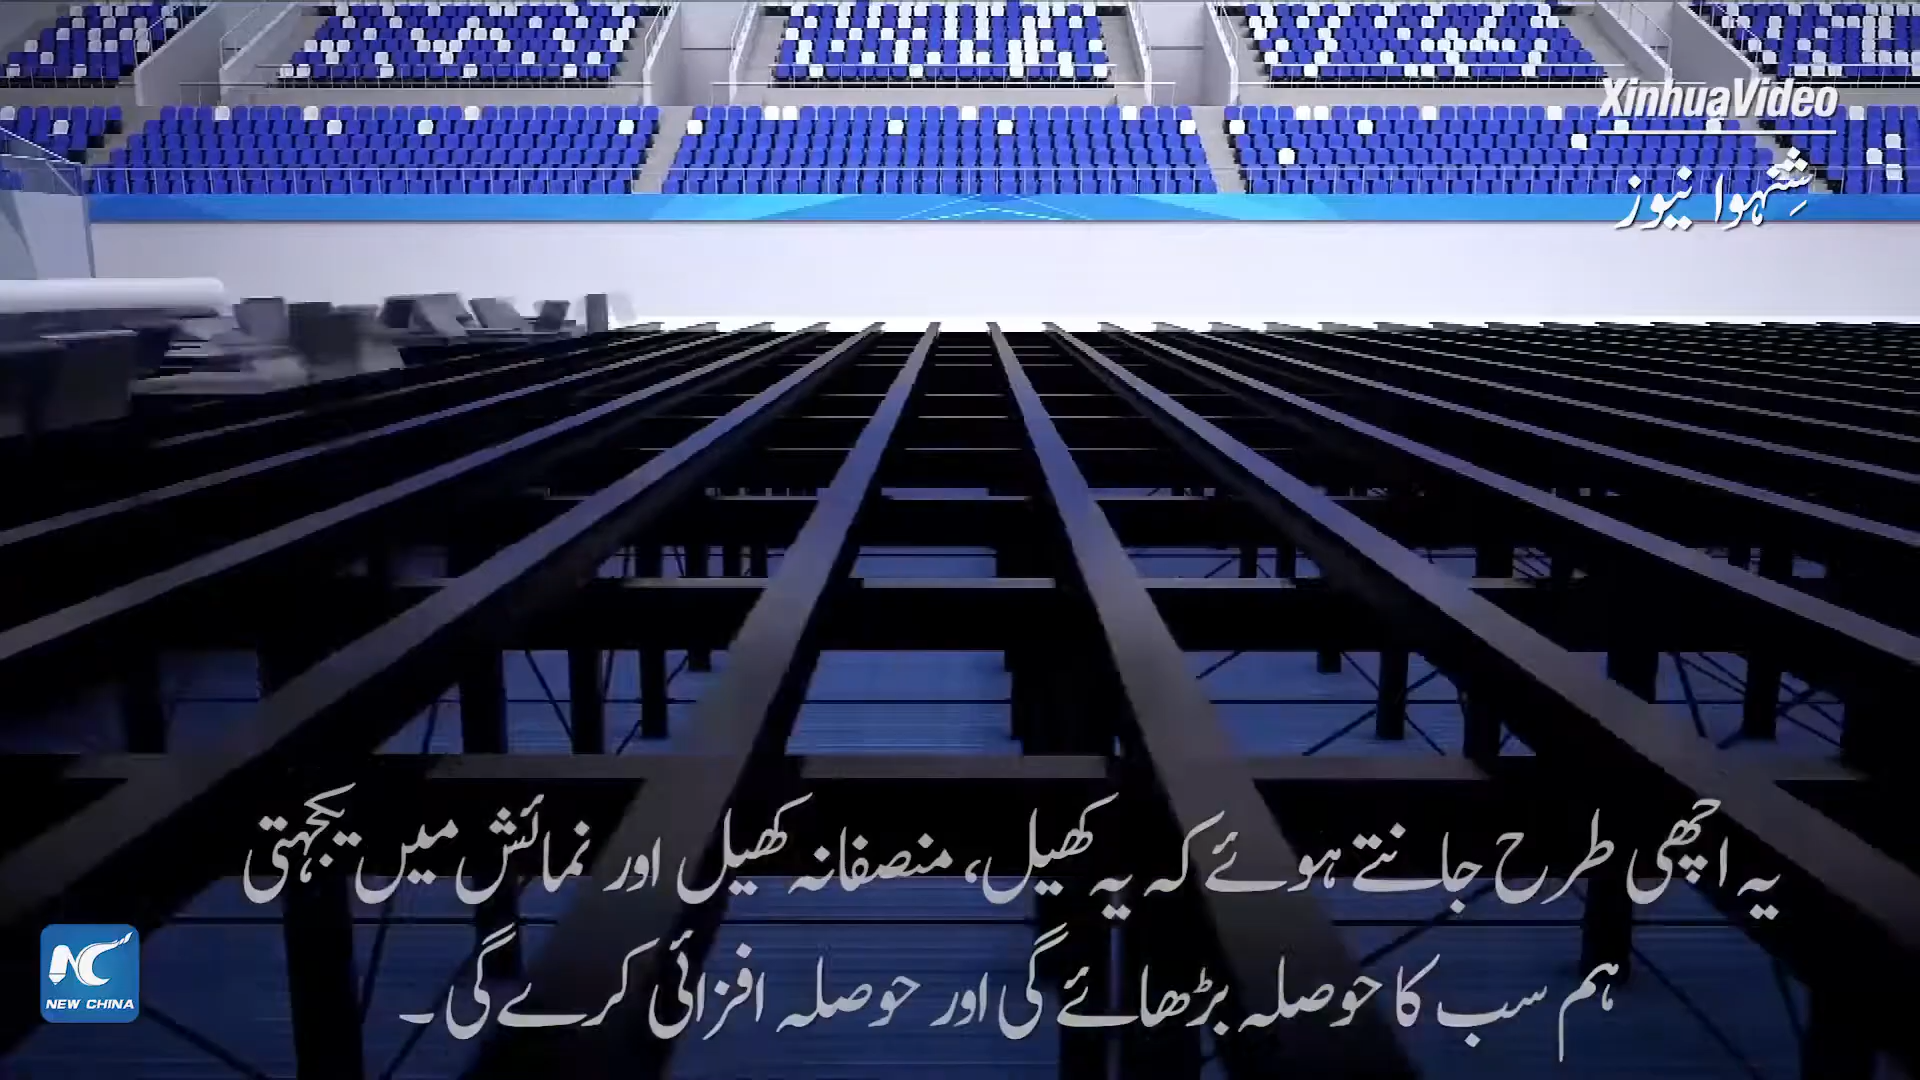 XinhuaVideo
شِنہوا نیوز
یہ اچھی طرح جانتے ہوئے کہ یہ کھیل، منصفانہ کھیل اور نمائش میں یکجہتی
ہم سب کا حوصلہ بڑھائے گی اور حوصلہ افزائی کرے گی۔
NC
NEW CHINA